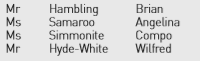 Mr Hambling Brian
Ms Samaroo Angelina
Ms Simmonite Compo
Mr Hyde-White Wilfred